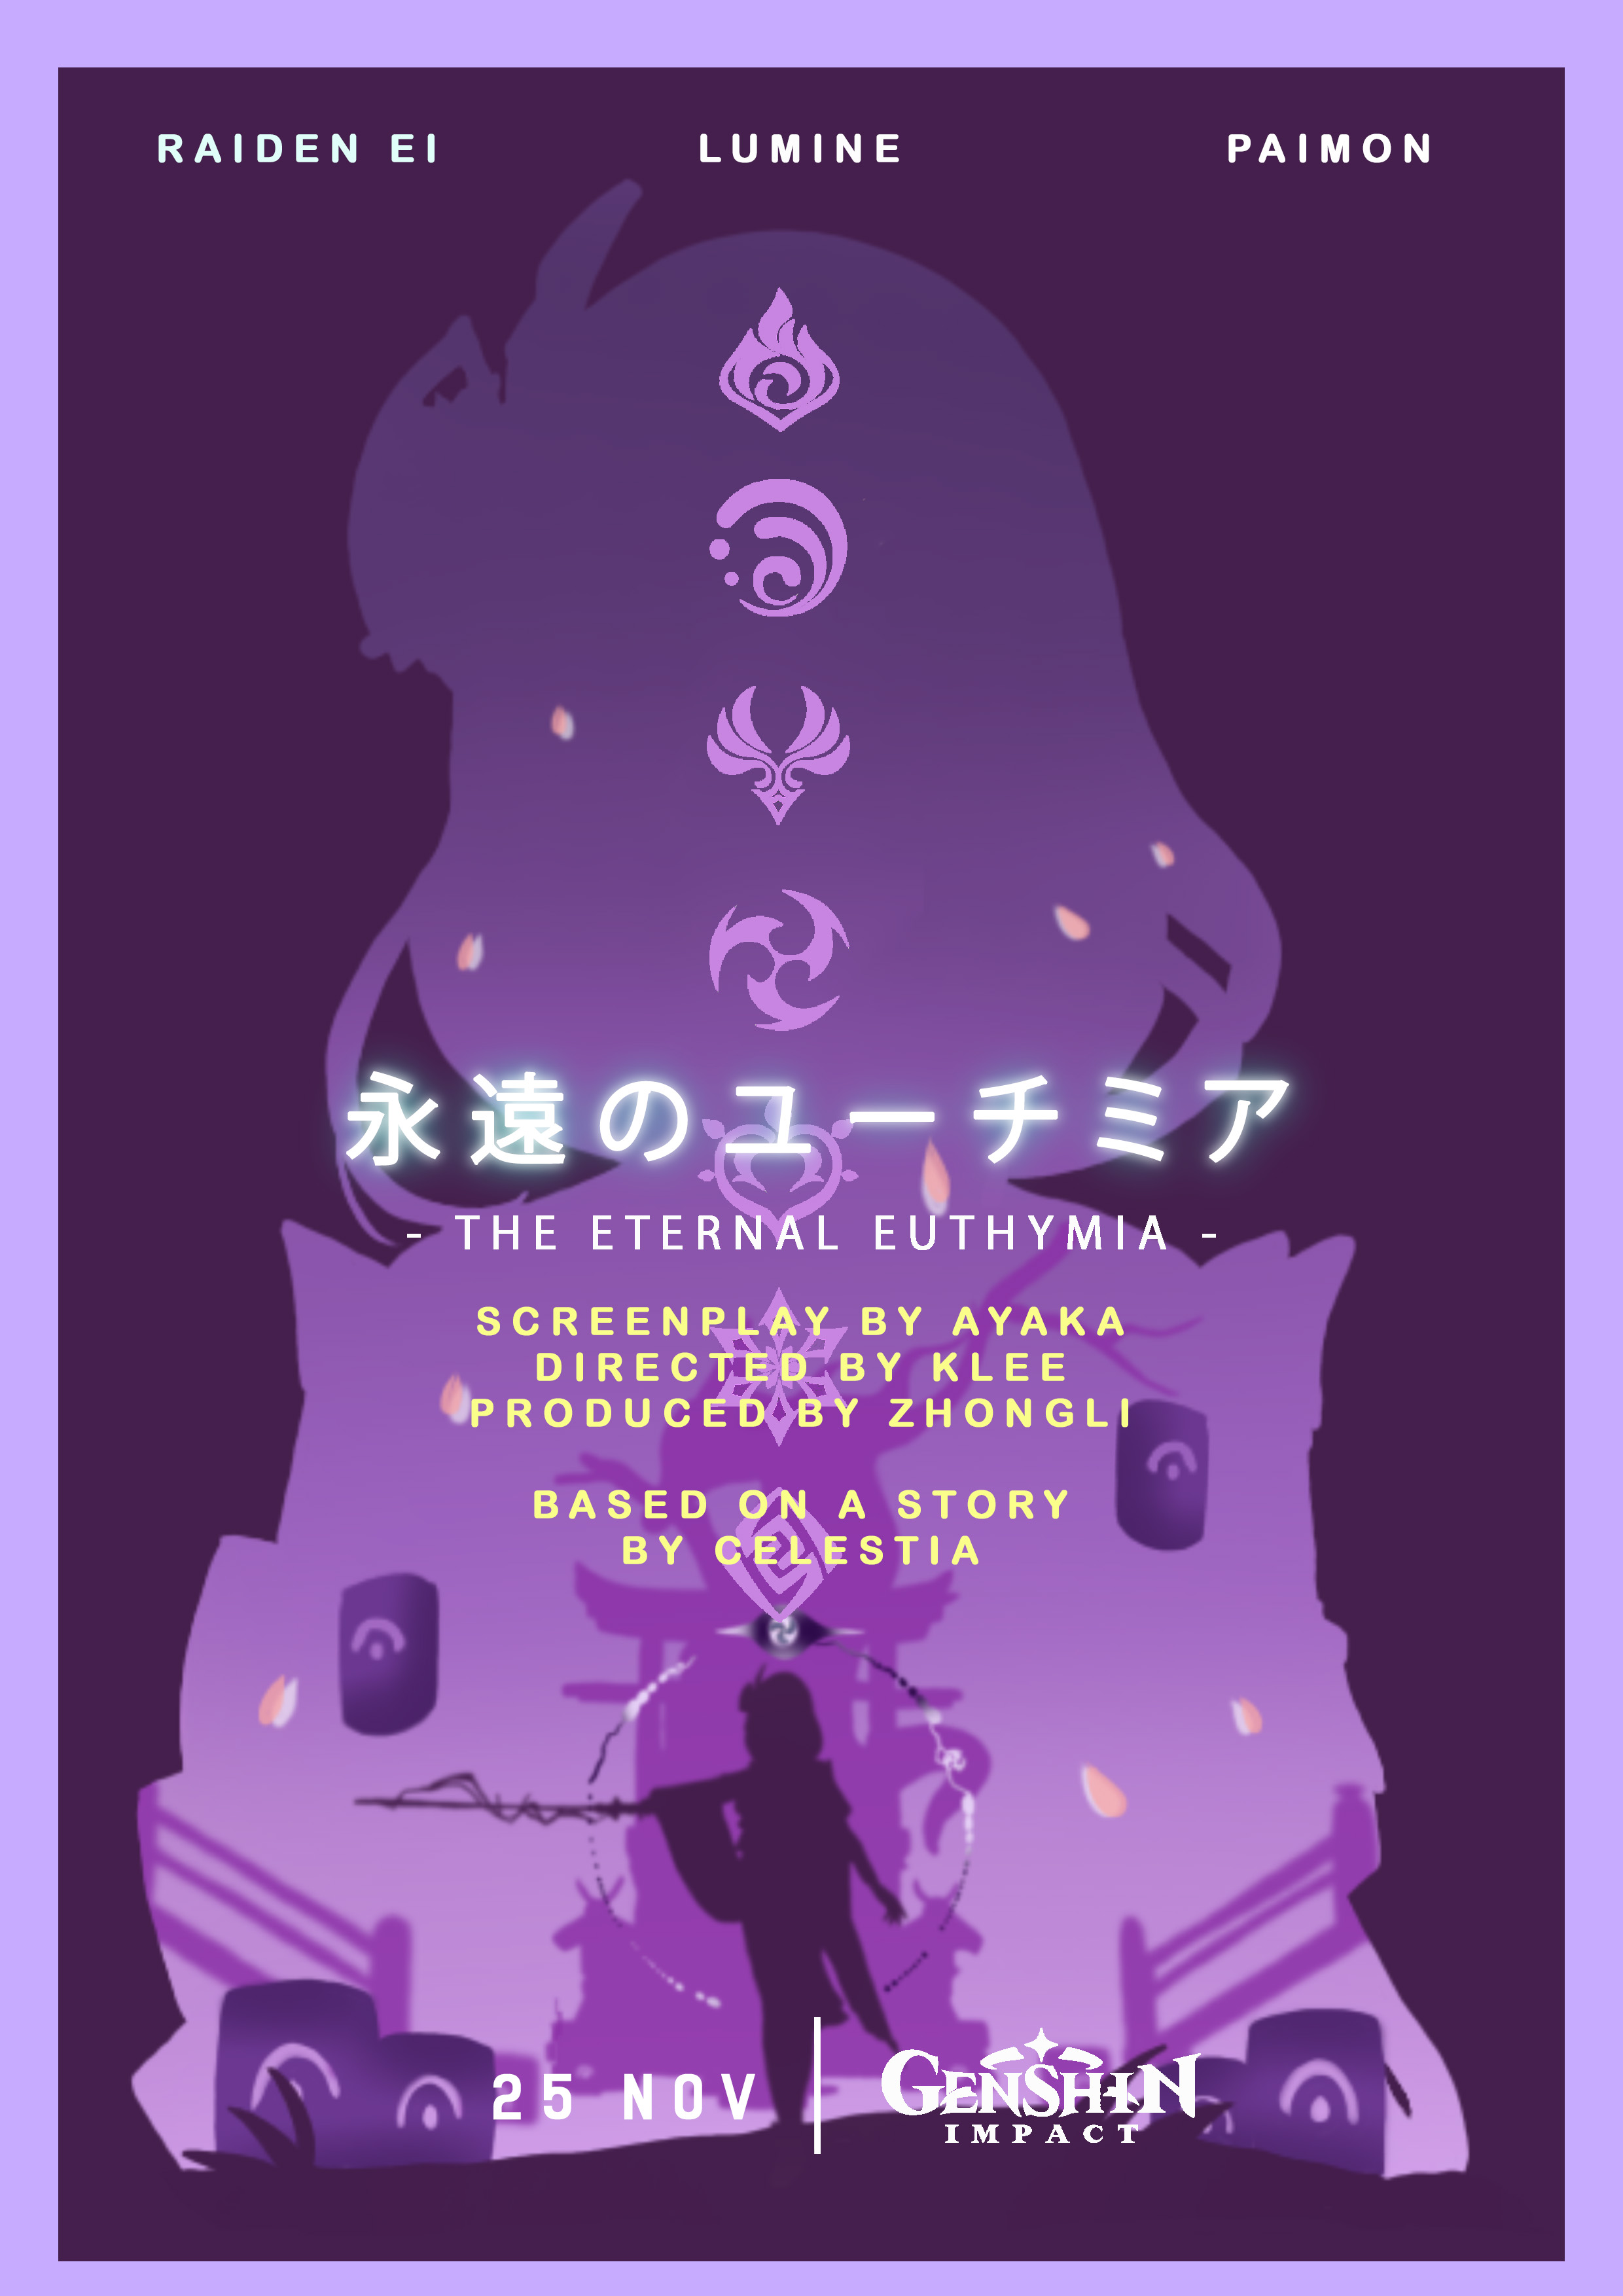 RAIDEN EI LUMINE PAIMON
永遠のユーチミア
- THE ETERNAL EUTHYMIA -
SCREENPLAY BY AYAKA
DIRECTED BY KLEE
PRODUCED BY ZHONGLI
BASED ON A STORY
BY CELESTIA
25 NOV
GENSHIN
IMPACT